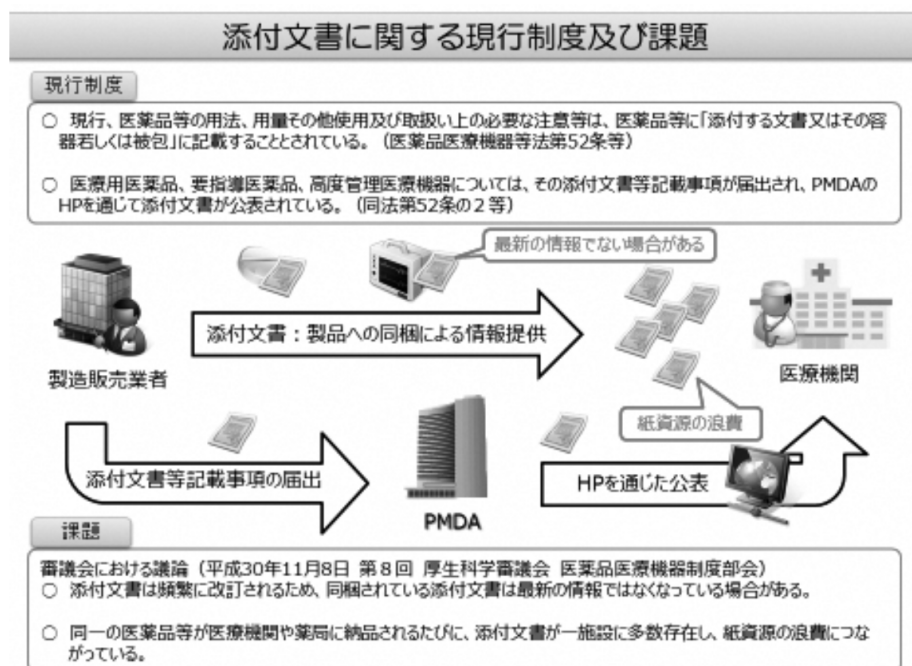 添付文書に関する現行制度及び課題
現行制度
○ 現行、医薬品等の用法、用量その他使用及び取扱い上の必要な注意等は、医薬品等に「添付する文書又はその容
器若しくは被包」に記載することとされている。（医薬品医療機器等法第52条等）
○ 医療用医薬品、要指導医薬品、高度管理医療機器については、その添付文書等記載事項が届出され、PMDAの
HPを通じて添付文書が公表されている。（同法第52条の２等）
最新の情報でない場合がある
添付文書：製品への同梱による情報提供
製造販売業者
医療機関
紙資源の浪費
添付文書等記載事項の届出
HPを通じた公表
PMDA
課題
審議会における議論（平成30年11月8日 第８回 厚生科学審議会 医薬品医療機器制度部会）
○ 添付文書は頻繁に改訂されるため、同梱されている添付文書は最新の情報ではなくなっている場合がある。
○ 同一の医薬品等が医療機関や薬局に納品されるたびに、添付文書が一施設に多数存在し、紙資源の浪費につな
がっている。